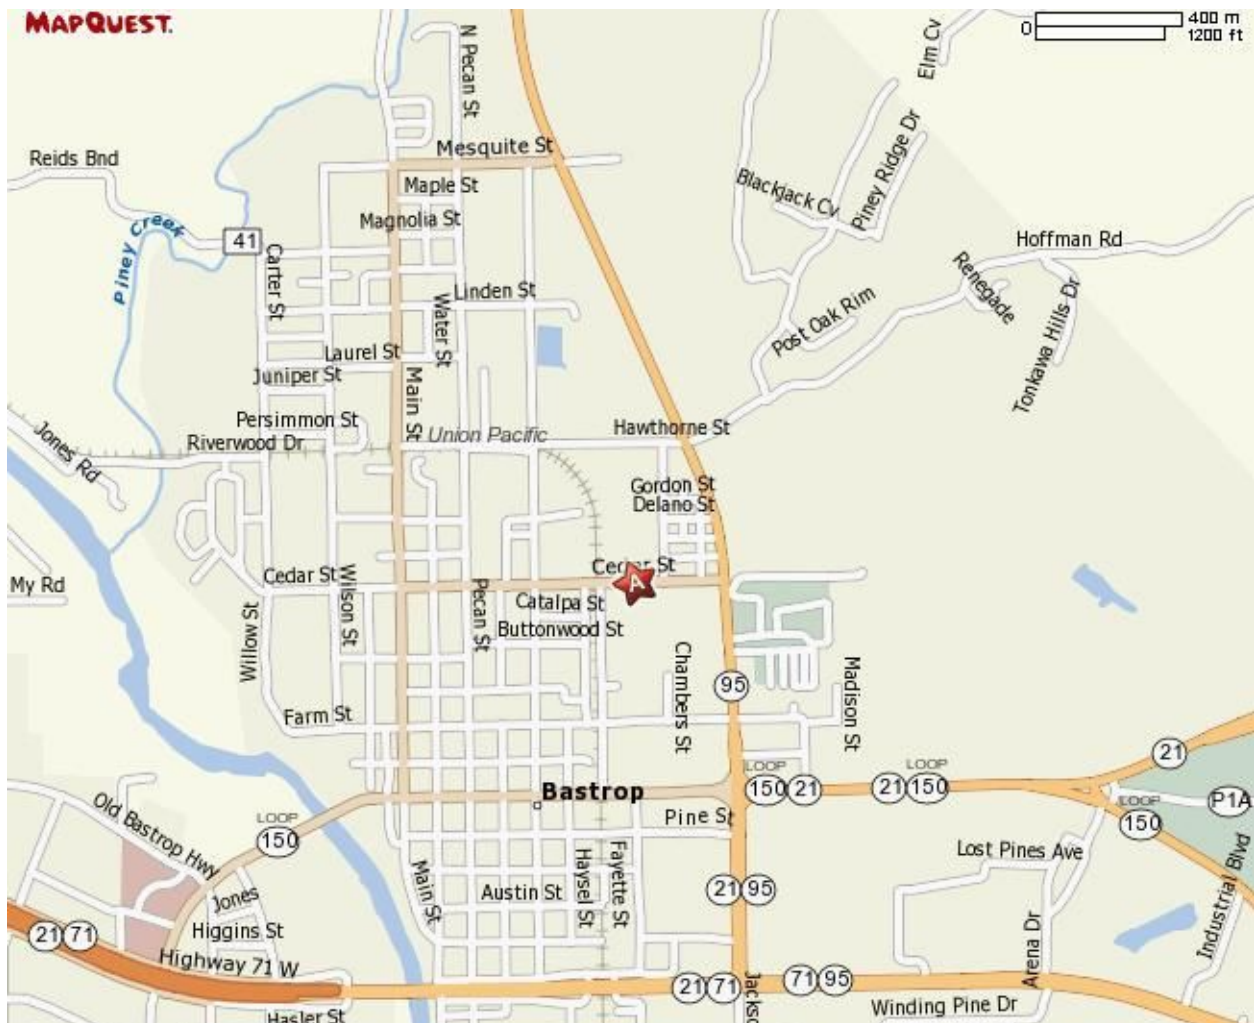 MAPQUEST.
400 m
0
1200 ft
N Pecan St
Elm Cv
Mesquite St
Reids Bnd
Maple St
Piney Ridge Dr
Blackjack Cv
Magnolia St
Piney Creek
41
Carter St
Hoffman Rd
Renegade
Linden St
Water St
Post Oak Rim
Tonkawa Hills Dr
Laurel St
Juniper St
Main St
Persimmon St
Hawthorne St
Union Pacific
Riverwood Dr
Jones Rd
Gordon St
Delano St
Cedar St
A
Cedar St
My Rd
Wilson St
Pecan St
Catalpa St
Buttonwood St
Willow St
Chambers St
Madison St
95
Farm St
21
LOOP
150
21
21
LOOP
150
Bastrop
P1A
LOOP
150
Old Bastrop Hwy
LOOP
150
Pine St
Lost Pines Ave
Industrial Blvd
Main St
Haysel St
Fayette St
Austin St
21
95
Jones
Higgins St
21
71
Highway 71 W
Arena Dr
21
71
71
95
Jackso
Winding Pine Dr
Hasler St